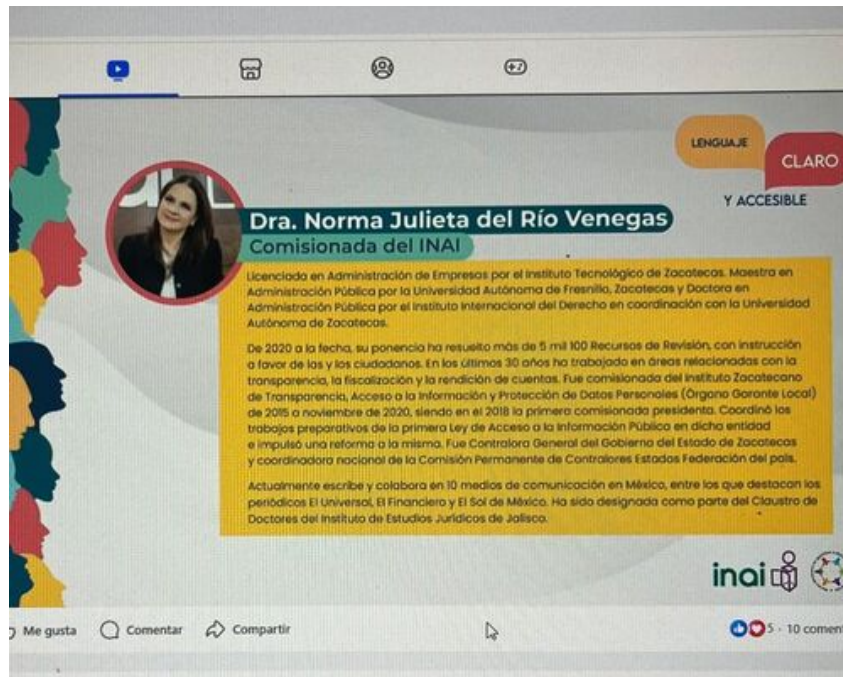 LENGUAJE
CLARO
Y ACCESIBLE
Dra. Norma Julieta del Río Venegas
Comisionada del INAI
Licenciada en Administración de Empresas por el Instituto Tecnológico de Zacatecas. Maestra en
Administración Pública por la Universidad Autónoma de Fresnillo, Zacatecas y Doctora en
Administración Pública por el Instituto Internacional del Derecho en coordinación con la Universidad
Autónoma de Zacatecas.
De 2020 a la fecha, su ponencia ha resuelto más de 5 mil 100 Recursos de Revisión, con instrucción
a favor de las y los ciudadanos. En los últimos 30 años ha trabajado en áreas relacionadas con la
transparencia, la fiscalización y la rendición de cuentas. Fue comisionada del Instituto Zacatecano
de Transparencia, Acceso a la Información y Protección de Datos Personales (Órgano Garante Local)
de 2015 a noviembre de 2020, siendo en el 2018 la primera comisionada presidenta. Coordinó los
trabajos preparativos de la primera Ley de Acceso a la Información Pública en dicha entidad
e impulsó una reforma a la misma. Fue Contralora General del Gobierno del Estado de Zacatecas
y coordinadora nacional de la Comisión Permanente de Contralores Estados Federación del país.
Actualmente escribe y colabora en 10 medios de comunicación en México, entre los que destacan los
periódicos El Universal, El Financiero y El Sol de México. Ha sido designada como parte del Claustro de
Doctores del Instituto de Estudios Jurídicos de Jalisco.
inai
Me gusta Comentar Compartir 5 · 10 coment